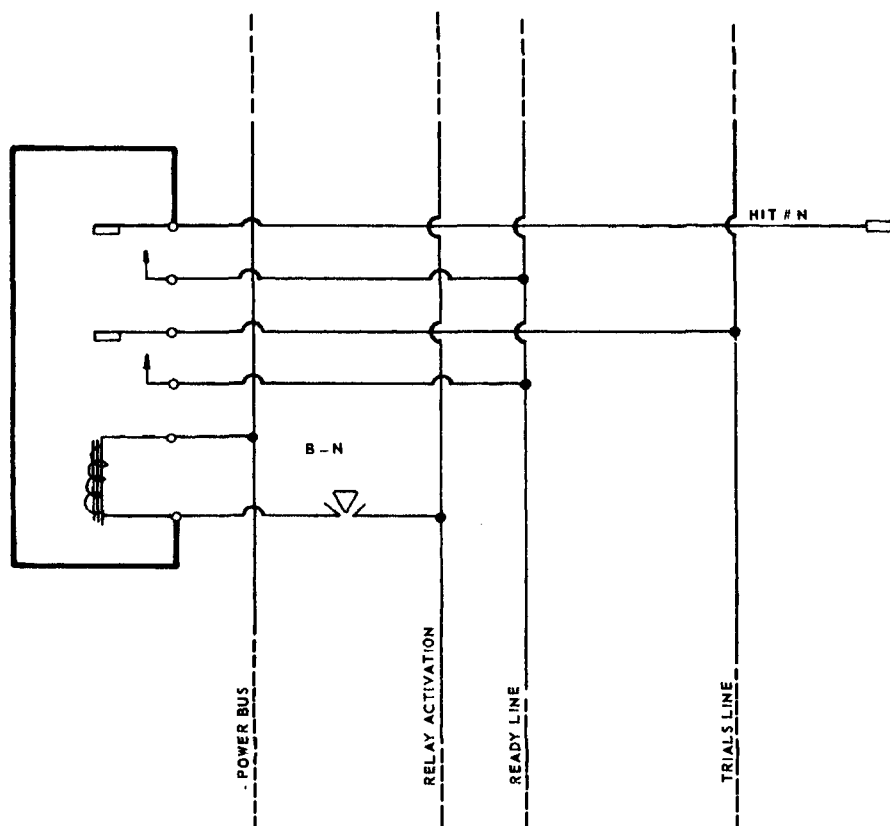 HIT # N
B – N
- POWER BUS
RELAY ACTIVATION
READY LINE
TRIALS LINE